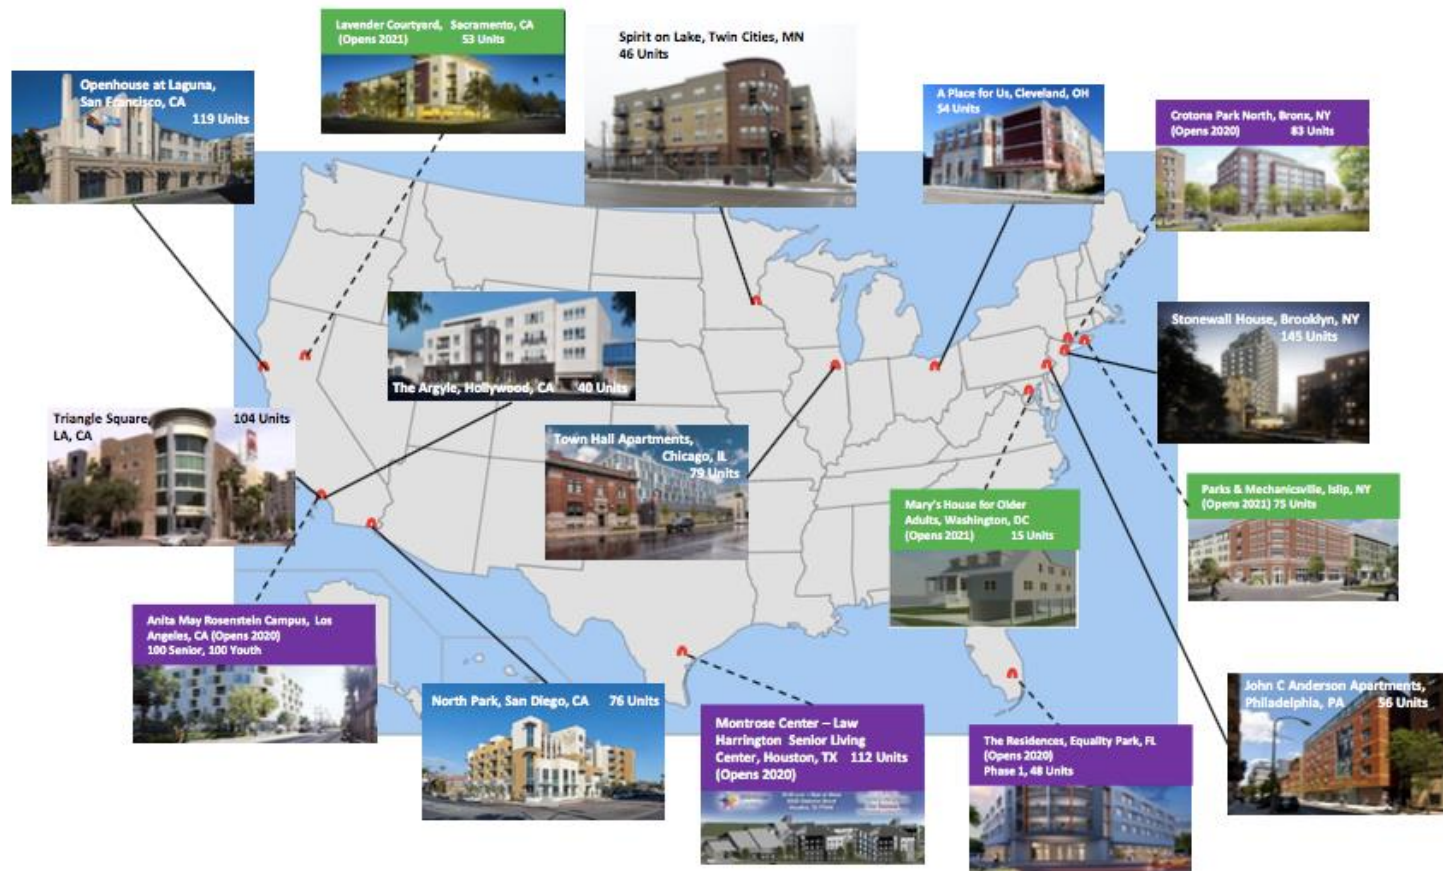 Lavender Courtyard, Sacramento, CA
(Opens 2021) 53 Units
Spirit on Lake, Twin Cities, MN
46 Units
Openhouse at Laguna,
San Francisco, CA
119 Units
A Place for Us, Cleveland, OH
54 Units
Crotona Park North, Bronx, NY
(Opens 2020) 83 Units
Stonewall House, Brooklyn, NY
145 Units
The Argyle, Hollywood, CA 40 Units
Triangle Square, 104 Units
LA, CA
Town Hall Apartments,
Chicago, IL
79 Units
Mary's House for Older
Adults, Washington, DC
(Opens 2021) 15 Units
Parks & Mechanicsville, Islip, NY
(Opens 2021) 75 Units
Anita May Rosenstein Campus, Los
Angeles, CA (Opens 2020)
100 Senior, 100 Youth
North Park, San Diego, CA 76 Units
John C Anderson Apartments,
Philadelphia, PA 56 Units
Montrose Center – Law
Harrington Senior Living
Center, Houston, TX 112 Units
(Opens 2020)
The Residences, Equality Park, FL
(Opens 2020)
Phase 1, 48 Units